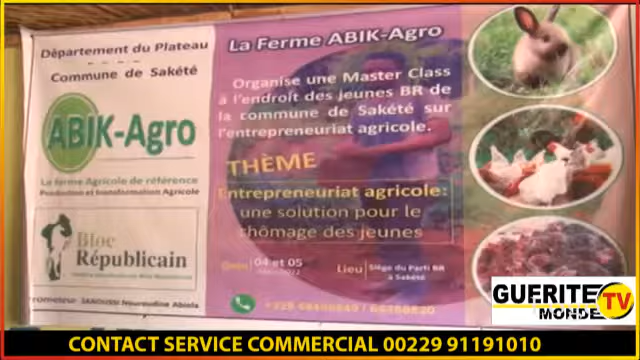 Département du Plateau
Commune de Sakété
ABIK-Agro
La ferme Agricole de référence
Production et transformation Agricole
Bloc
Républicain
La Ferme ABIK-Agro
Organise une Master Class
à l'endroit des jeunes BR de
la commune de Sakété sur
l'entrepreneuriat agricole.
THÈME
Entrepreneuriat agricole:
une solution pour le
chômage des jeunes
04 et 05
Lieu : Siège du Parti BR
à Sakété
GUERITE TV
MONDE
CONTACT SERVICE COMMERCIAL 00229 91191010